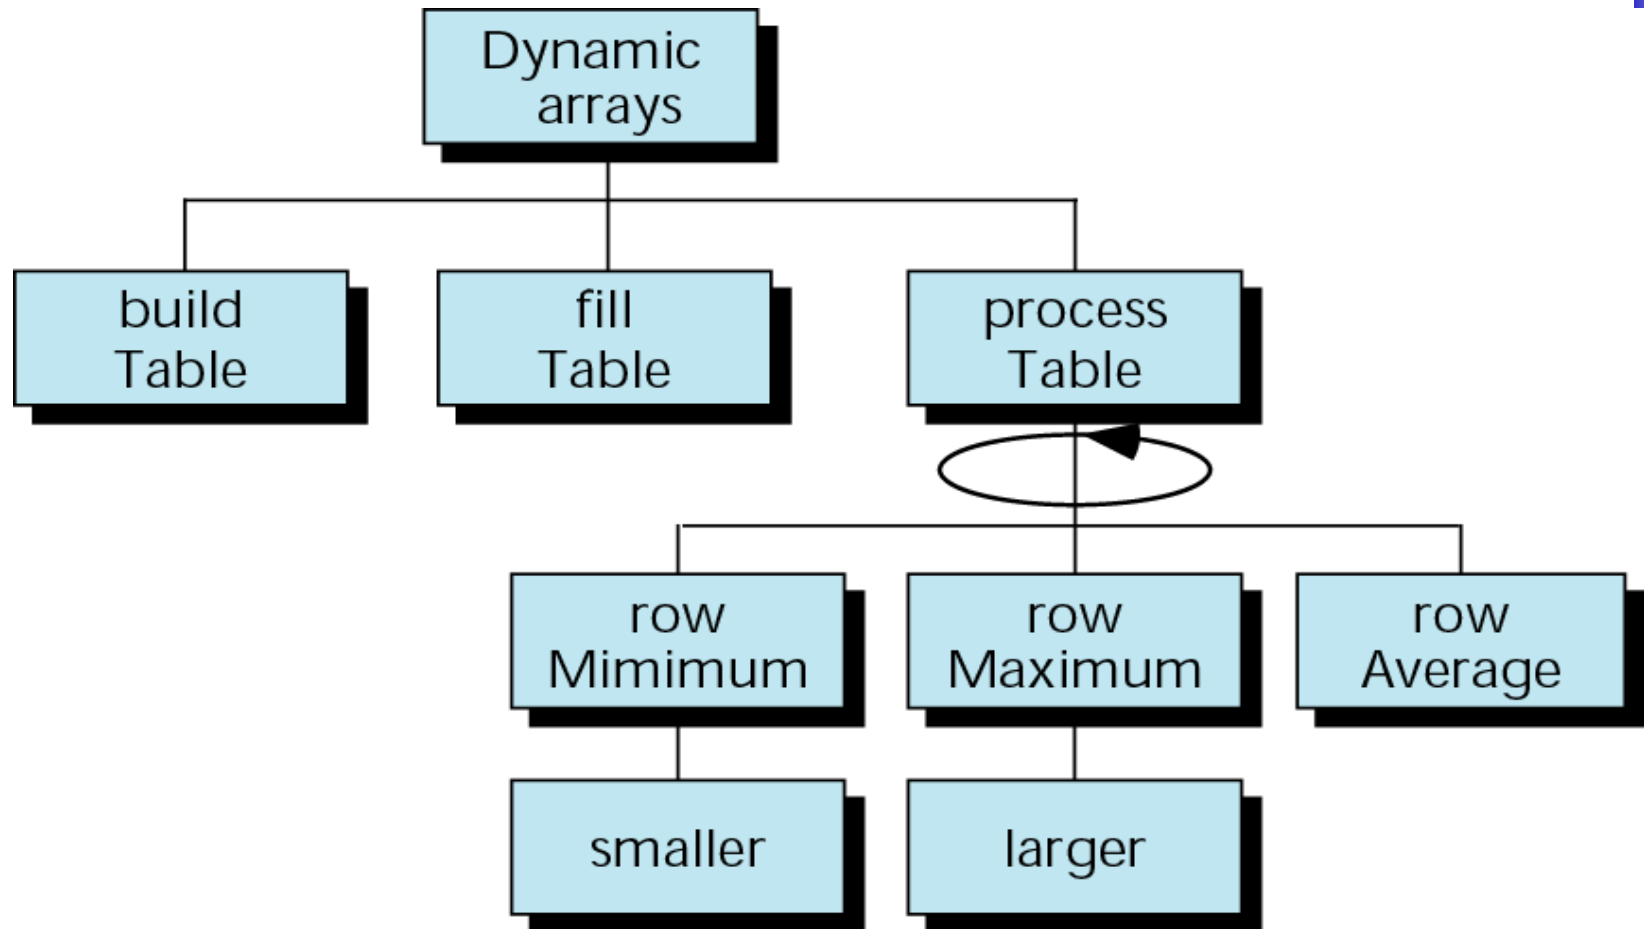 Dynamic
arrays
build
Table
fill
Table
process
Table
row
Mimimum
row
Maximum
row
Average
smaller
larger